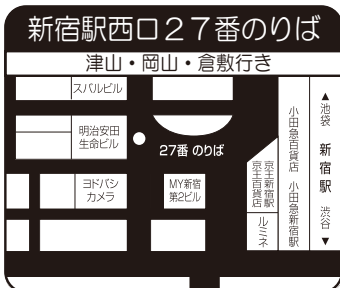 新宿駅西口27番のりば
津山・岡山・倉敷行き
スバルビル
明治安田
生命ビル
27番 のりば
ヨドバシ
カメラ
MY新宿
第2ビル
京王百貨店
京王新宿駅
ルミネ
小田急百貨店 小田急新宿駅
▲池袋 新宿駅 渋谷▼